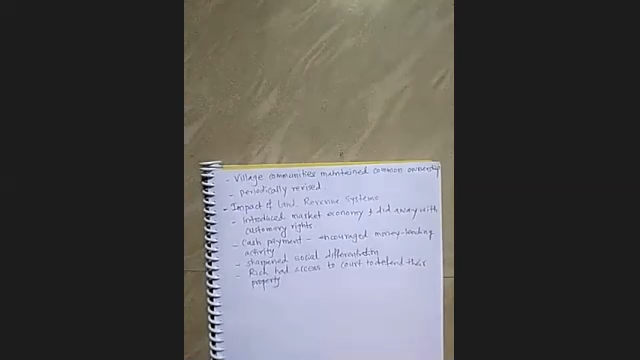 - Village communities maintained common ownership
- periodically revised.
- Impact of Land Revenue Systems
- Introduced market economy & did away with
customary rights
- Cash payment - encouraged money-lending
activity
- sharpened social differentiation
- Rich had access to court to defend their
property